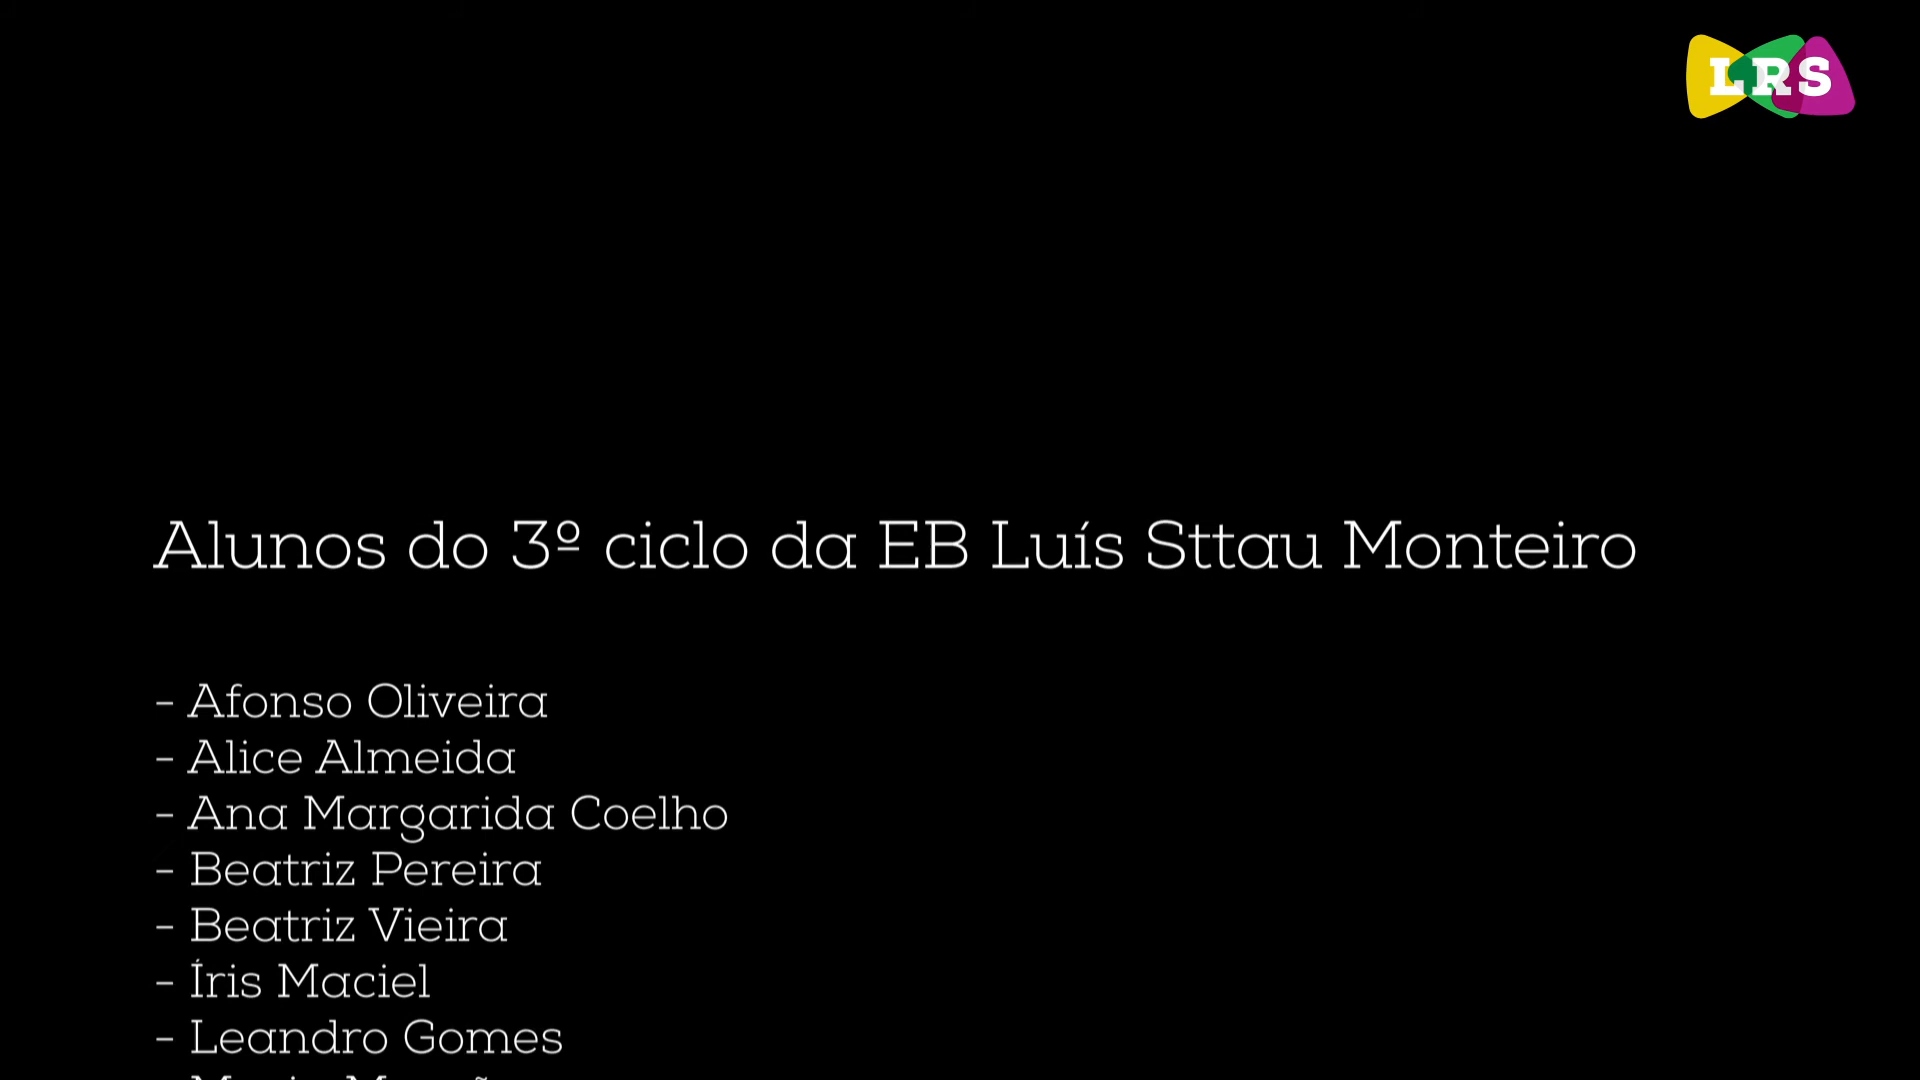 LRS
Alunos do 3º ciclo da EB Luís Sttau Monteiro
- Afonso Oliveira
- Alice Almeida
- Ana Margarida Coelho
- Beatriz Pereira
- Beatriz Vieira
- Íris Maciel
- Leandro Gomes